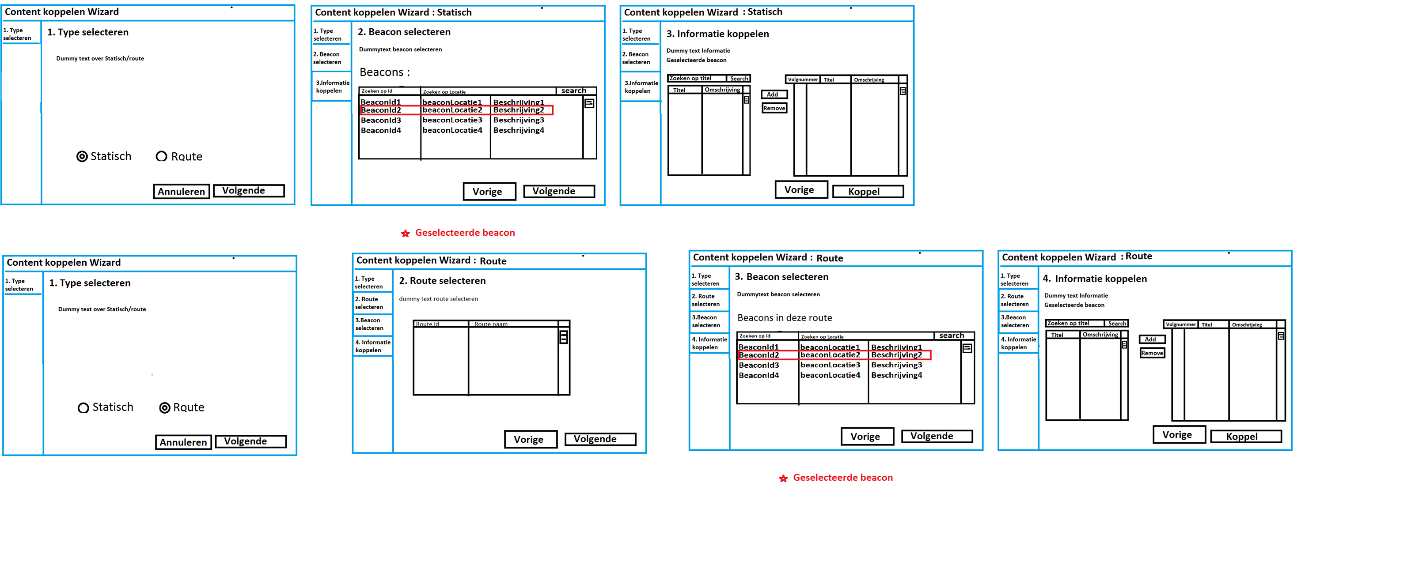 Content koppelen Wizard
1. Type
selecteren
1. Type selecteren
Dummy text over Statisch/route
Statisch
Route
Annuleren
Volgende
Content koppelen Wizard : Statisch
1. Type
selecteren
2. Beacon
selecteren
3.Informatie
koppelen
2. Beacon selecteren
Dummytext beacon selecteren
Beacons :
Zoeken op id
Zoeken op Locatie
search
BeaconId1 beaconLocatie1 Beschrijving1
BeaconId2 beaconLocatie2 Beschrijving2
BeaconId3 beaconLocatie3 Beschrijving3
BeaconId4 beaconLocatie4 Beschrijving4
Vorige
Volgende
Geselecteerde beacon
Content koppelen Wizard : Statisch
1. Type
selecteren
2. Beacon
selecteren
3.Informatie
koppelen
3. Informatie koppelen
Dummy text Informatie
Geselecteerde beacon
Zoeken op titel
Search
Titel
Omschrijving
Add
Remove
Volgnummer
Titel
Omschrijving
Vorige
Koppel
Content koppelen Wizard
1. Type
selecteren
1. Type selecteren
Dummy text over Statisch/route
Statisch
Route
Annuleren
Volgende
Content koppelen Wizard : Route
1. Type
selecteren
2. Route
selecteren
3.Beacon
selecteren
4. Informatie
koppelen
2. Route selecteren
dummy text route selecteren
Route id
Route naam
Vorige
Volgende
Content koppelen Wizard : Route
1. Type
selecteren
2. Route
selecteren
3.Beacon
selecteren
4. Informatie
koppelen
3. Beacon selecteren
Dummytext beacon selecteren
Beacons in deze route
Zoeken op id
Zoeken op Locatie
search
BeaconId1 beaconLocatie1 Beschrijving1
BeaconId2 beaconLocatie2 Beschrijving2
BeaconId3 beaconLocatie3 Beschrijving3
BeaconId4 beaconLocatie4 Beschrijving4
Vorige
Volgende
Geselecteerde beacon
Content koppelen Wizard : Route
1. Type
selecteren
2. Route
selecteren
3.Beacon
selecteren
4. Informatie
koppelen
4. Informatie koppelen
Dummy text Informatie
Geselecteerde beacon
Zoeken op titel
Search
Titel
Omschrijving
Add
Remove
Volgnummer
Titel
Omschrijving
Vorige
Koppel